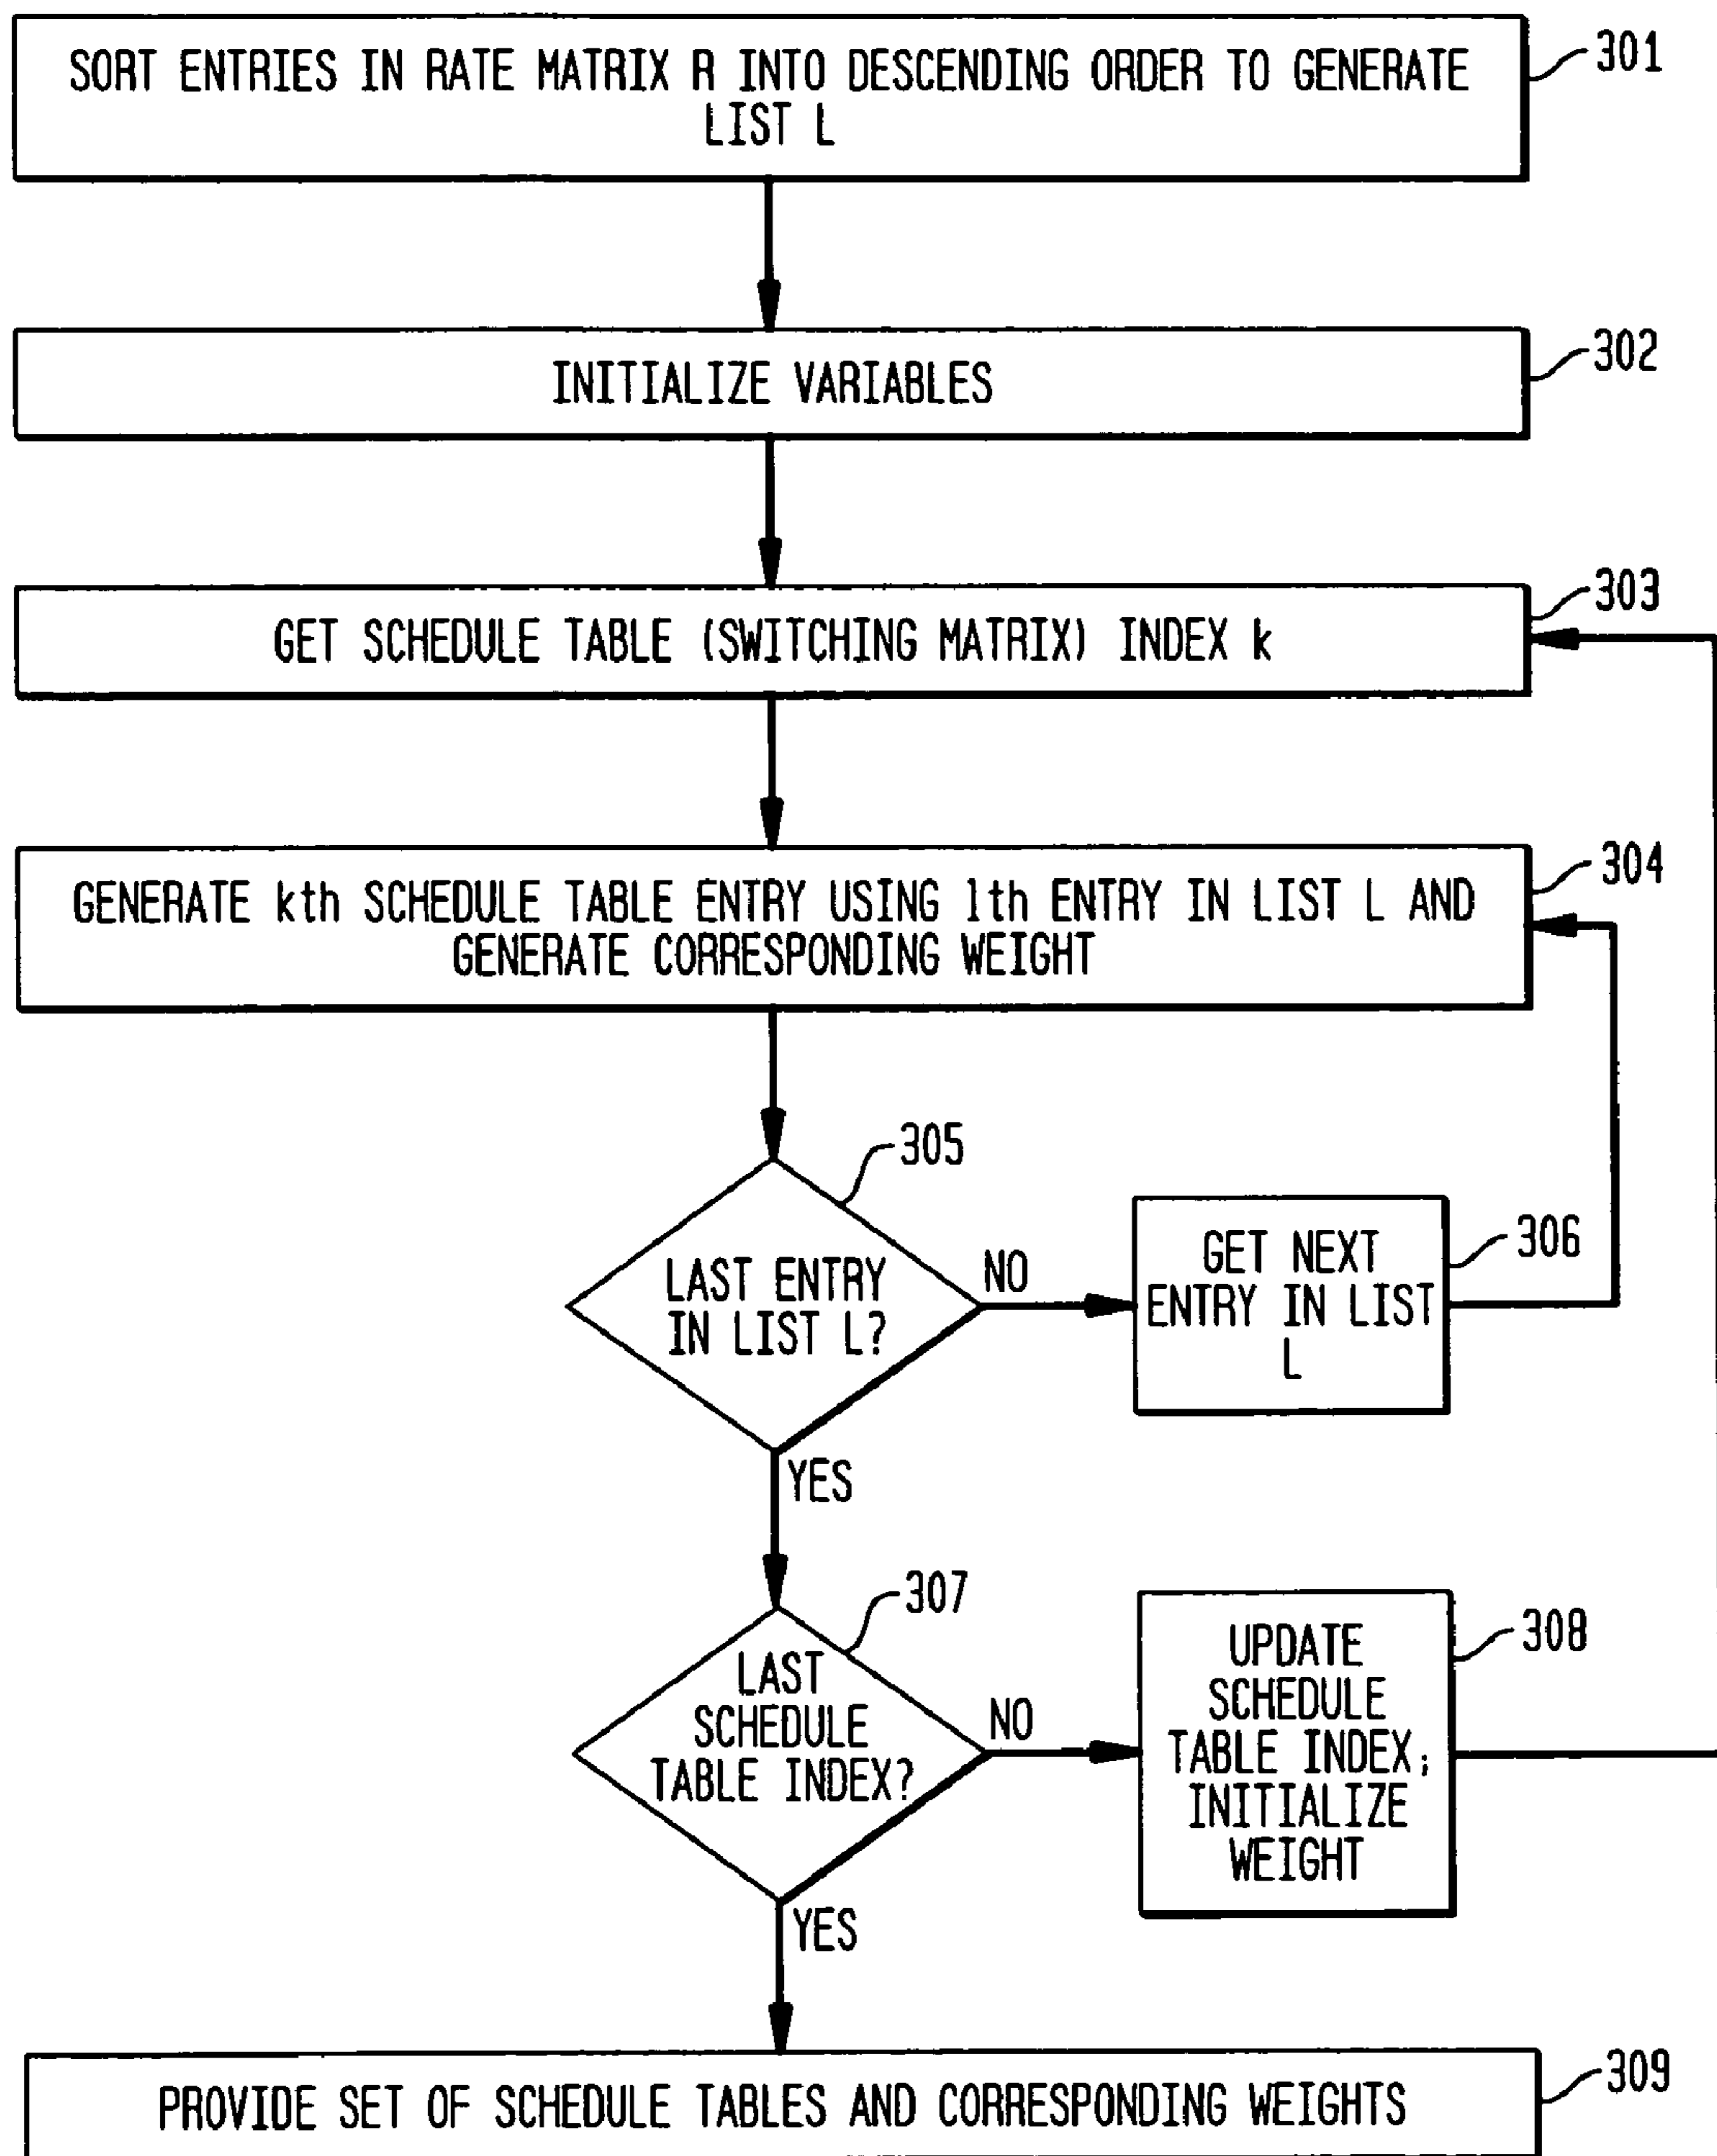 SORT ENTRIES IN RATE MATRIX R INTO DESCENDING ORDER TO GENERATE
LIST L
301
INITIALIZE VARIABLES
302
GET SCHEDULE TABLE (SWITCHING MATRIX) INDEX k
303
GENERATE kth SCHEDULE TABLE ENTRY USING lth ENTRY IN LIST L AND
GENERATE CORRESPONDING WEIGHT
304
305
LAST ENTRY
IN LIST L?
NO
GET NEXT
ENTRY IN LIST
L
306
YES
307
LAST
SCHEDULE
TABLE INDEX?
NO
UPDATE
SCHEDULE
TABLE INDEX;
INITIALIZE
WEIGHT
308
YES
PROVIDE SET OF SCHEDULE TABLES AND CORRESPONDING WEIGHTS
309